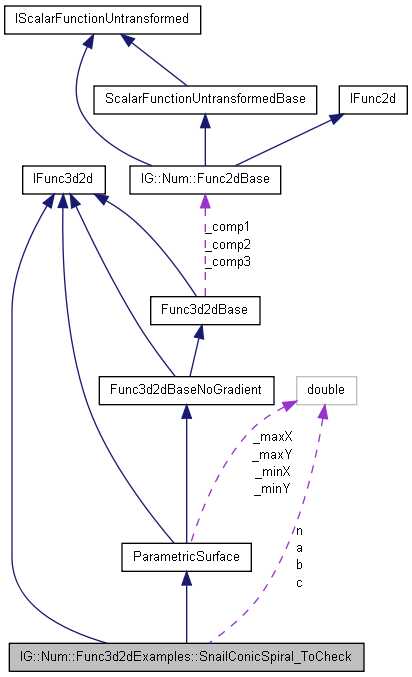 IScalarFunctionUntransformed
ScalarFunctionUntransformedBase
IFunc2d
IFunc3d2d
IG::Num::Func2dBase
_comp1
_comp2
_comp3
Func3d2dBase
Func3d2dBaseNoGradient
double
_maxX
_maxY
_minX
_minY
n
a
b
c
ParametricSurface
IG::Num::Func3d2dExamples::SnailConicSpiral_ToCheck